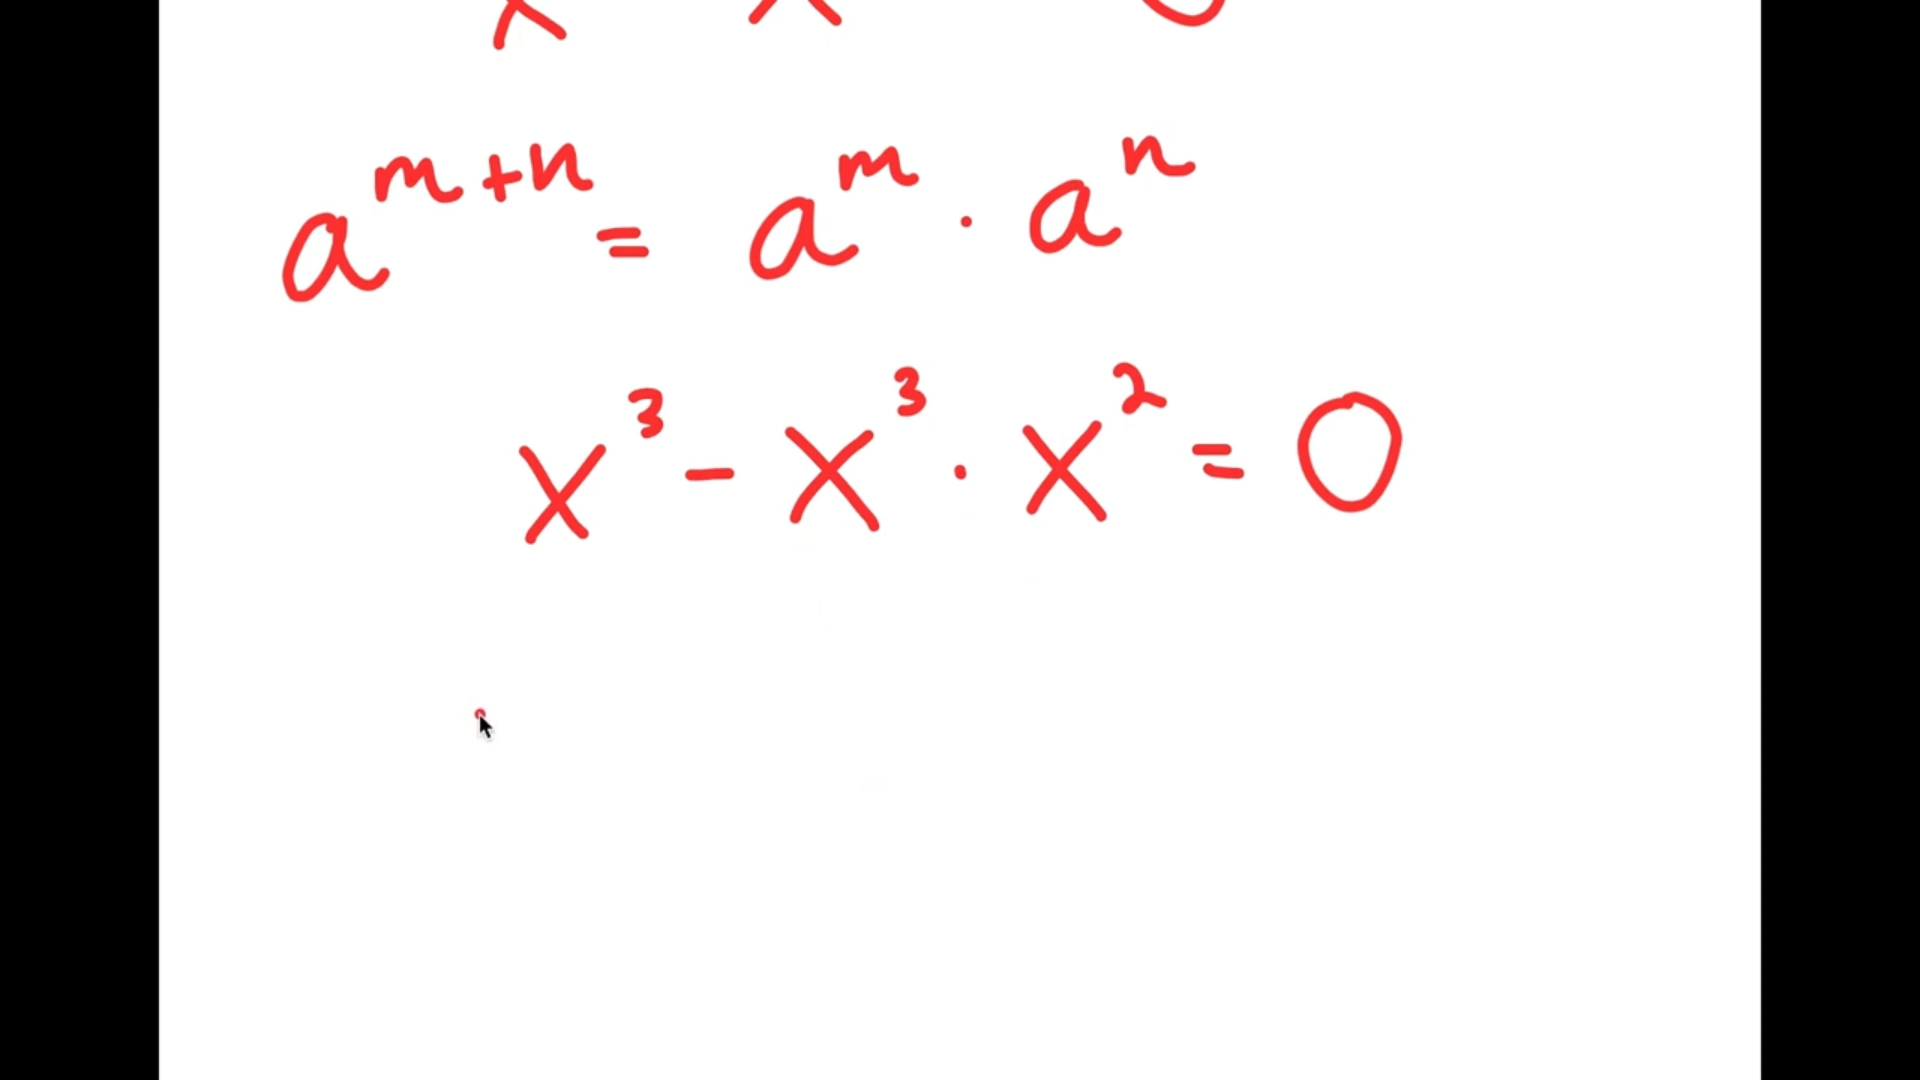 a^{m+n} = a^m · a^n
x^3 - x^3 · x^2 = 0